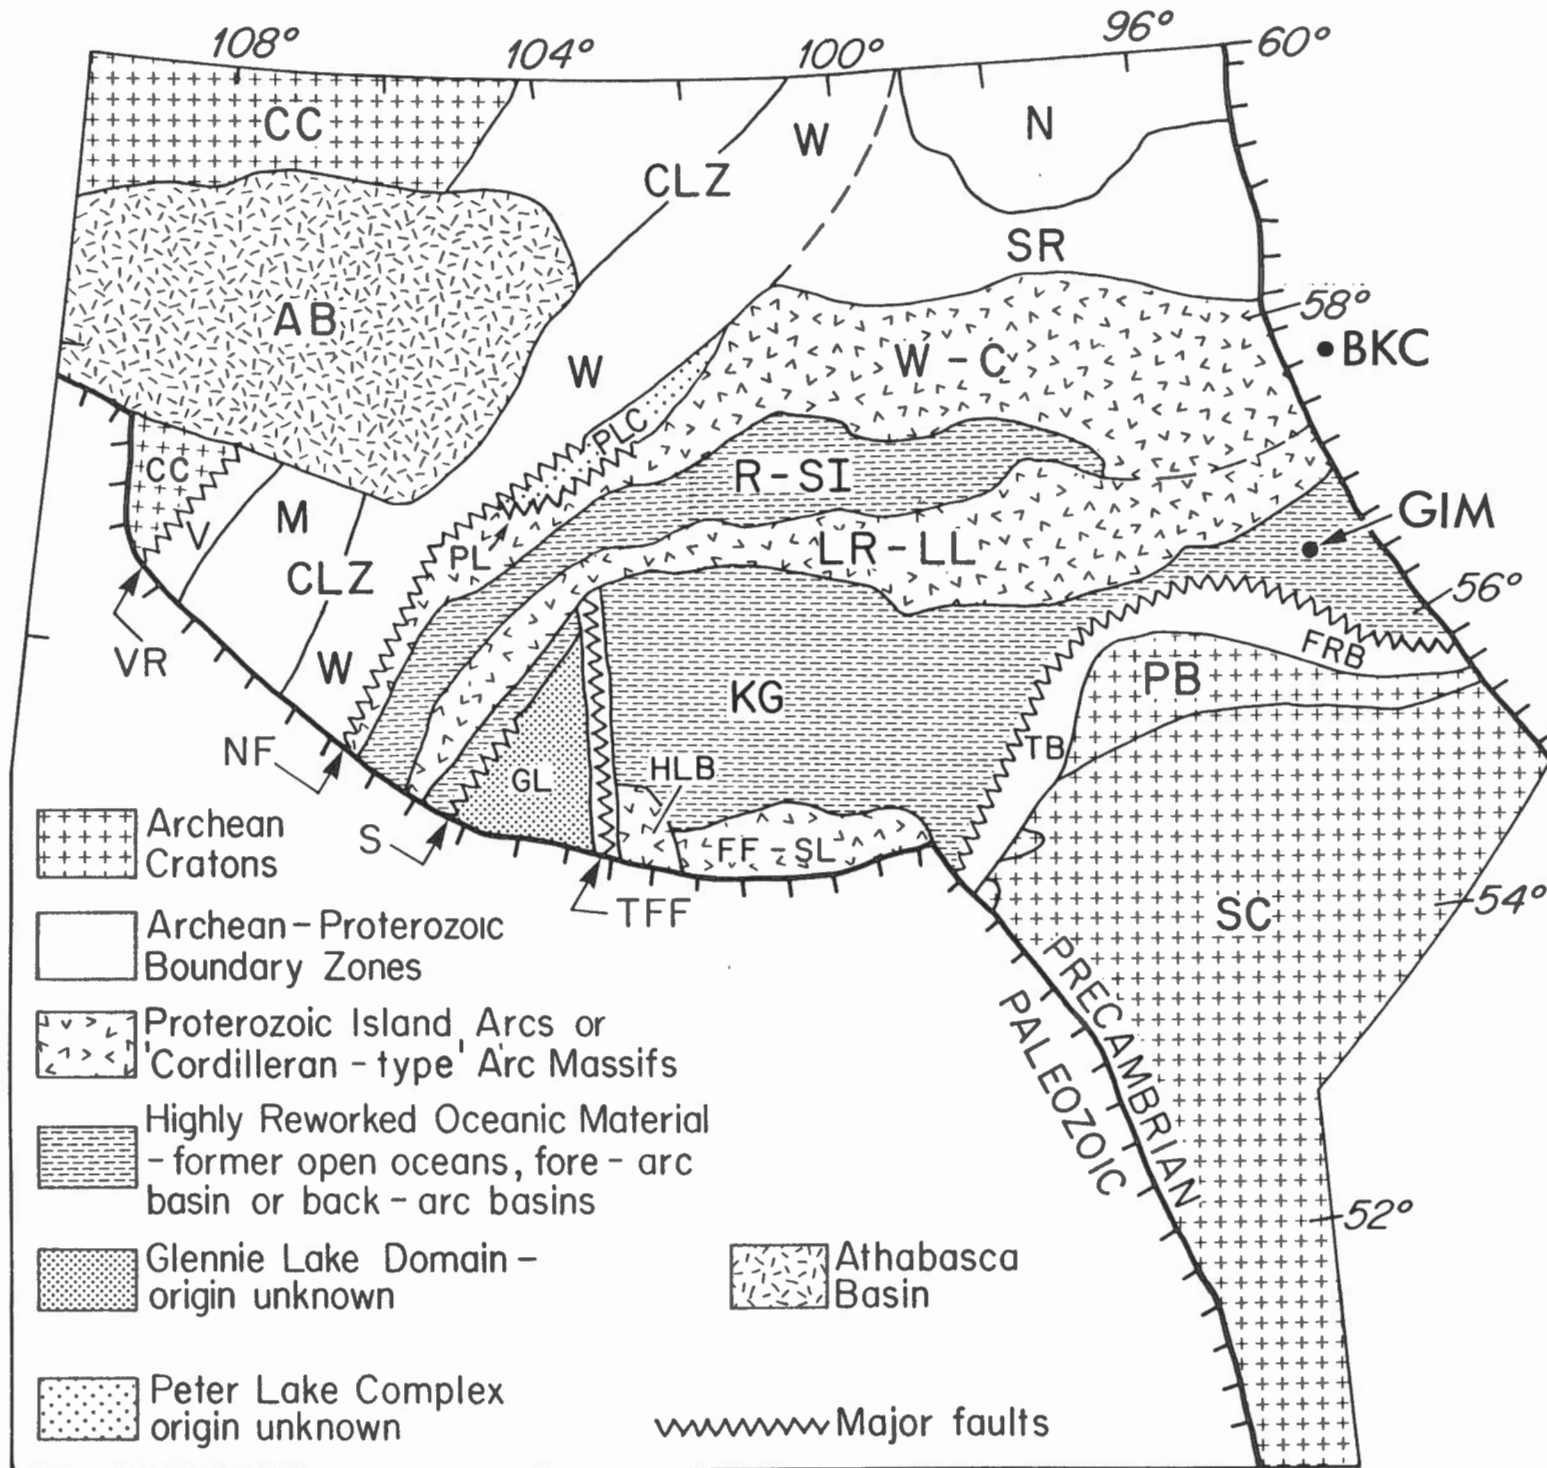 108°
104°
100°
96°
60°
CC
W
N
CLZ
SR
AB
58°
W
W-C
BKC
PLC
CC
R-SI
V
M
PL
LR-LL
GIM
CLZ
56°
VR
W
FRB
PB
KG
NF
TB
HLB
GL
S
FF-SL
TFF
SC
54°
PRECAMBRIAN
PALEOZOIC
52°
Archean
Cratons
Archean-Proterozoic
Boundary Zones
Proterozoic Island Arcs or
'Cordilleran-type' Arc Massifs
Highly Reworked Oceanic Material
-former open oceans, fore-arc
basin or back-arc basins
Glennie Lake Domain-
origin unknown
Athabasca
Basin
Peter Lake Complex
origin unknown
Major faults